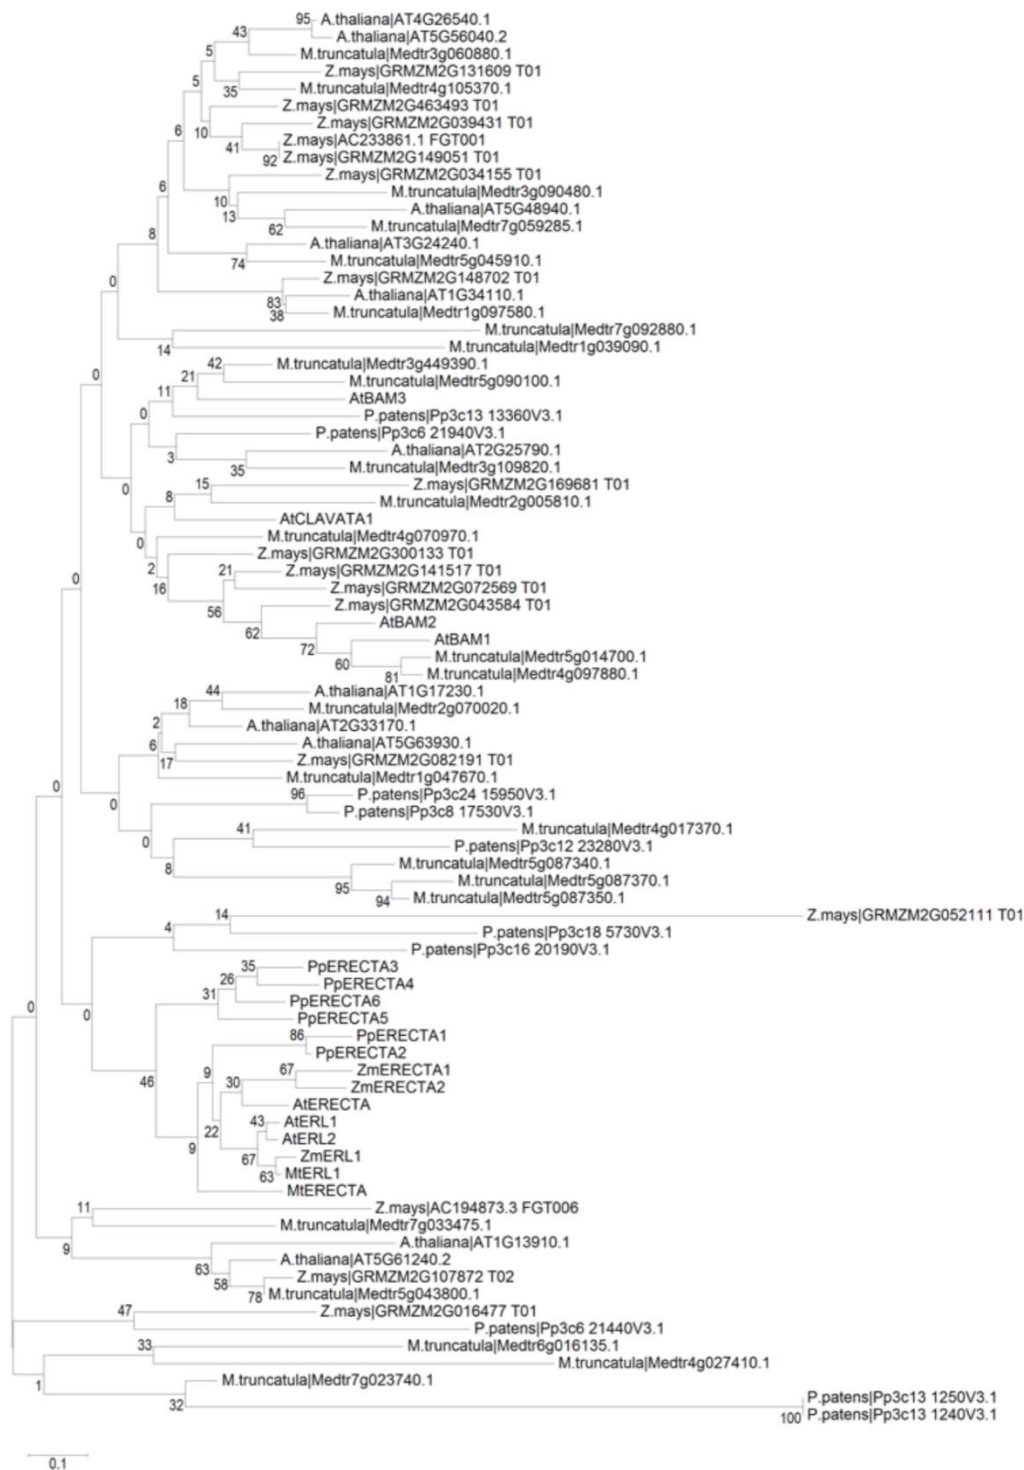 95 A.thaliana|AT4G26540.1
43 A.thaliana|AT5G56040.2
5 M.truncatula|Medtr3g060880.1
Z.mays|GRMZM2G131609 T01
5 35 M.truncatula|Medtr4g105370.1
Z.mays|GRMZM2G463493 T01
6 10 Z.mays|GRMZM2G039431 T01
41 Z.mays|AC233861.1 FGT001
92 Z.mays|GRMZM2G149051 T01
6 Z.mays|GRMZM2G034155 T01
10 M.truncatula|Medtr3g090480.1
13 A.thaliana|AT5G48940.1
8 62 M.truncatula|Medtr7g059285.1
A.thaliana|AT3G24240.1
74 M.truncatula|Medtr5g045910.1
0 Z.mays|GRMZM2G148702 T01
83 A.thaliana|AT1G34110.1
38 M.truncatula|Medtr1g097580.1
M.truncatula|Medtr7g092880.1
14 M.truncatula|Medtr1g039090.1
0 42 M.truncatula|Medtr3g449390.1
21 M.truncatula|Medtr5g090100.1
11 AtBAM3
0 P.patens|Pp3c13 13360V3.1
P.patens|Pp3c6 21940V3.1
3 A.thaliana|AT2G25790.1
35 M.truncatula|Medtr3g109820.1
0 15 Z.mays|GRMZM2G169681 T01
8 M.truncatula|Medtr2g005810.1
AtCLAVATA1
0 M.truncatula|Medtr4g070970.1
2 Z.mays|GRMZM2G300133 T01
0 16 21 Z.mays|GRMZM2G141517 T01
Z.mays|GRMZM2G072569 T01
56 Z.mays|GRMZM2G043584 T01
62 AtBAM2
72 AtBAM1
60 M.truncatula|Medtr5g014700.1
81 M.truncatula|Medtr4g097880.1
44 A.thaliana|AT1G17230.1
18 M.truncatula|Medtr2g070020.1
2 A.thaliana|AT2G33170.1
6 A.thaliana|AT5G63930.1
17 Z.mays|GRMZM2G082191 T01
M.truncatula|Medtr1g047670.1
0 0 96 P.patens|Pp3c24 15950V3.1
P.patens|Pp3c8 17530V3.1
0 41 M.truncatula|Medtr4g017370.1
P.patens|Pp3c12 23280V3.1
8 M.truncatula|Medtr5g087340.1
95 M.truncatula|Medtr5g087370.1
94 M.truncatula|Medtr5g087350.1
14 Z.mays|GRMZM2G052111 T01
4 P.patens|Pp3c18 5730V3.1
P.patens|Pp3c16 20190V3.1
35 PpERECTA3
26 PpERECTA4
31 PpERECTA6
0 0 PpERECTA5
86 PpERECTA1
PpERECTA2
46 9 67 ZmERECTA1
30 ZmERECTA2
AtERECTA
22 43 AtERL1
AtERL2
9 67 ZmERL1
63 MtERL1
MtERECTA
11 Z.mays|AC194873.3 FGT006
M.truncatula|Medtr7g033475.1
9 A.thaliana|AT1G13910.1
63 A.thaliana|AT5G61240.2
58 Z.mays|GRMZM2G107872 T02
78 M.truncatula|Medtr5g043800.1
47 Z.mays|GRMZM2G016477 T01
P.patens|Pp3c6 21440V3.1
33 M.truncatula|Medtr6g016135.1
M.truncatula|Medtr4g027410.1
1 M.truncatula|Medtr7g023740.1
32 P.patens|Pp3c13 1250V3.1
100 P.patens|Pp3c13 1240V3.1
0.1